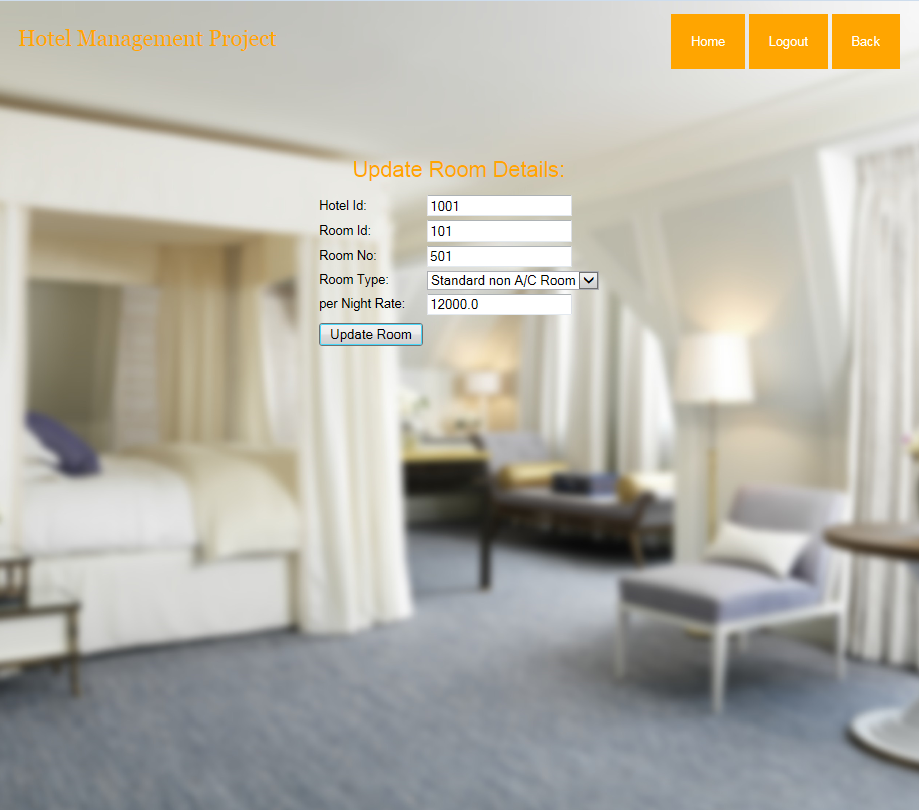 Hotel Management Project
Home Logout Back
Update Room Details:
Hotel Id: 1001
Room Id: 101
Room No: 501
Room Type: Standard non A/C Room
per Night Rate: 12000.0
Update Room